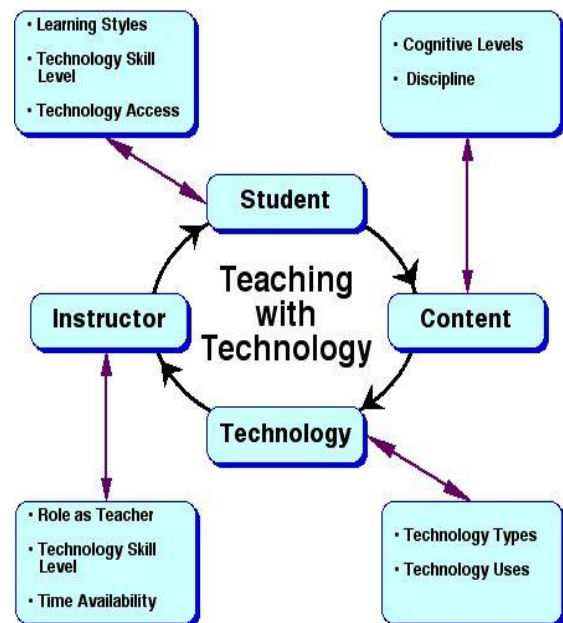 • Learning Styles
• Technology Skill
Level
• Technology Access
• Cognitive Levels
• Discipline
Student
Teaching
with
Technology
Instructor
Content
Technology
• Role as Teacher
• Technology Skill
Level
• Time Availability
• Technology Types
• Technology Uses